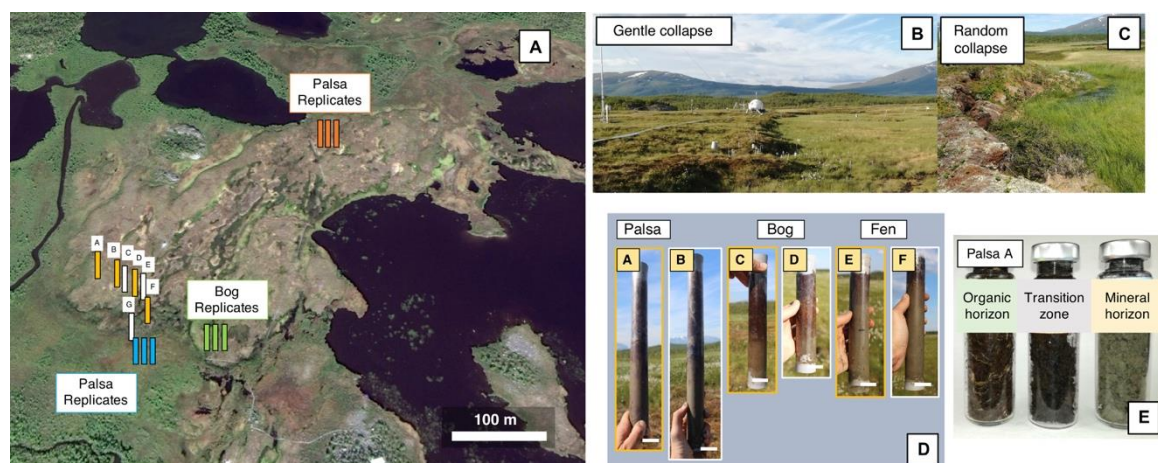 A
Palsa
Replicates
A
B
C
D
E
F
G
Bog
Replicates
Palsa
Replicates
100 m
Gentle collapse
B
Random
collapse
C
Palsa
Bog
Fen
A
B
C
D
E
F
D
Palsa A
Organic
horizon
Transition
zone
Mineral
horizon
E